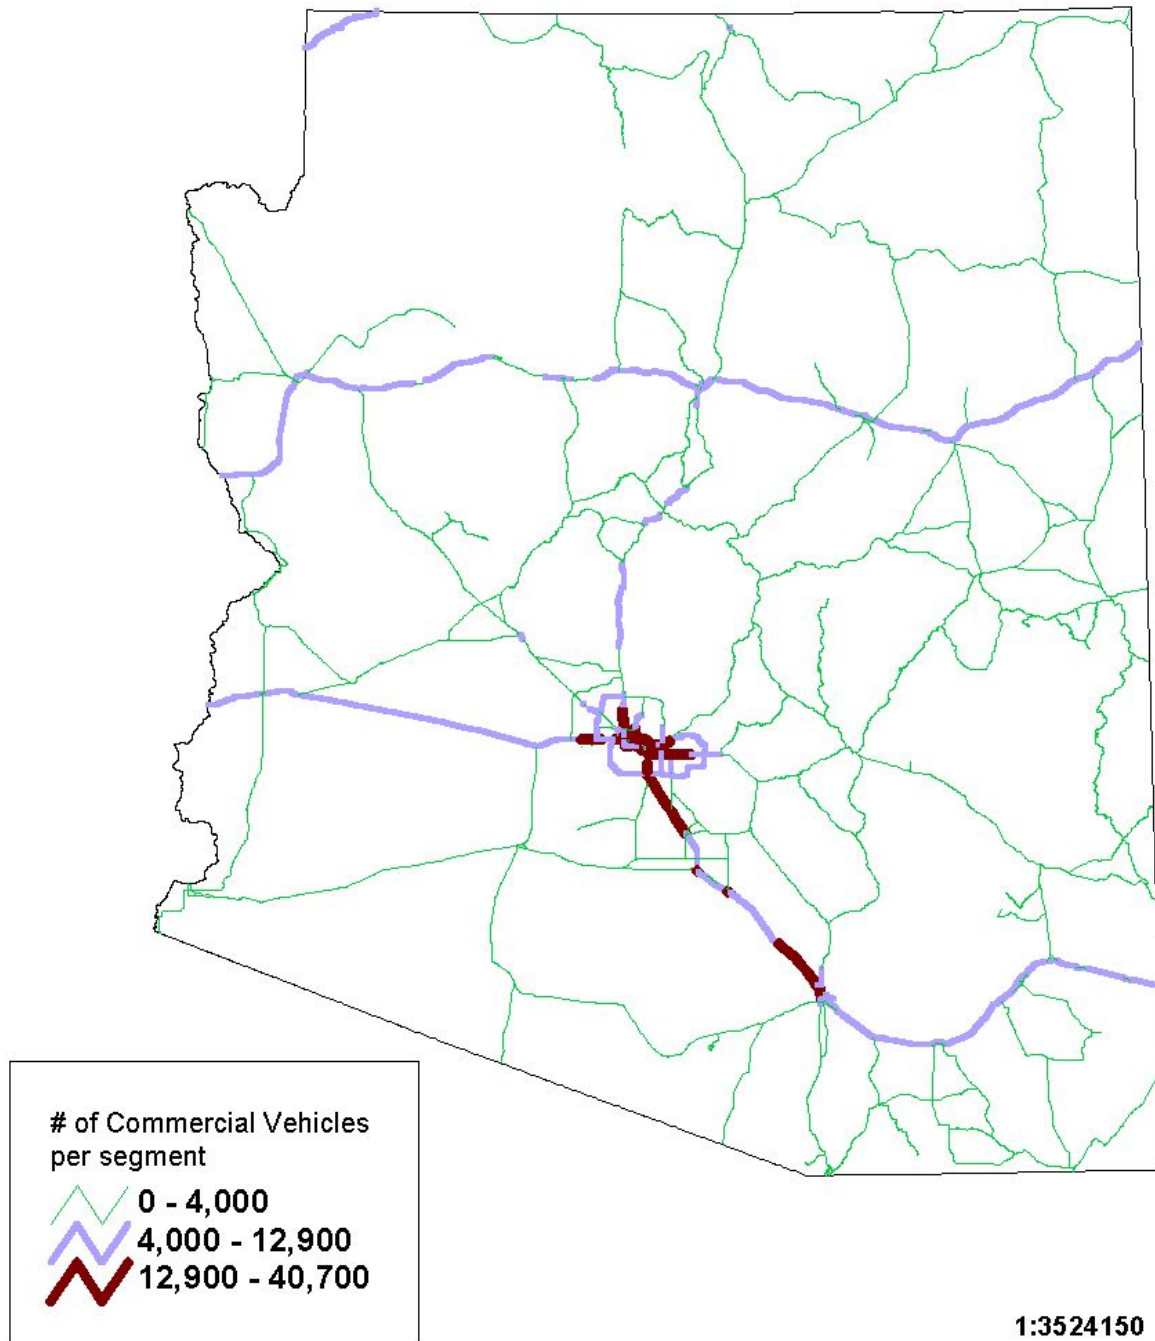 # of Commercial Vehicles
per segment
0 - 4,000
4,000 - 12,900
12,900 - 40,700
1:3524150